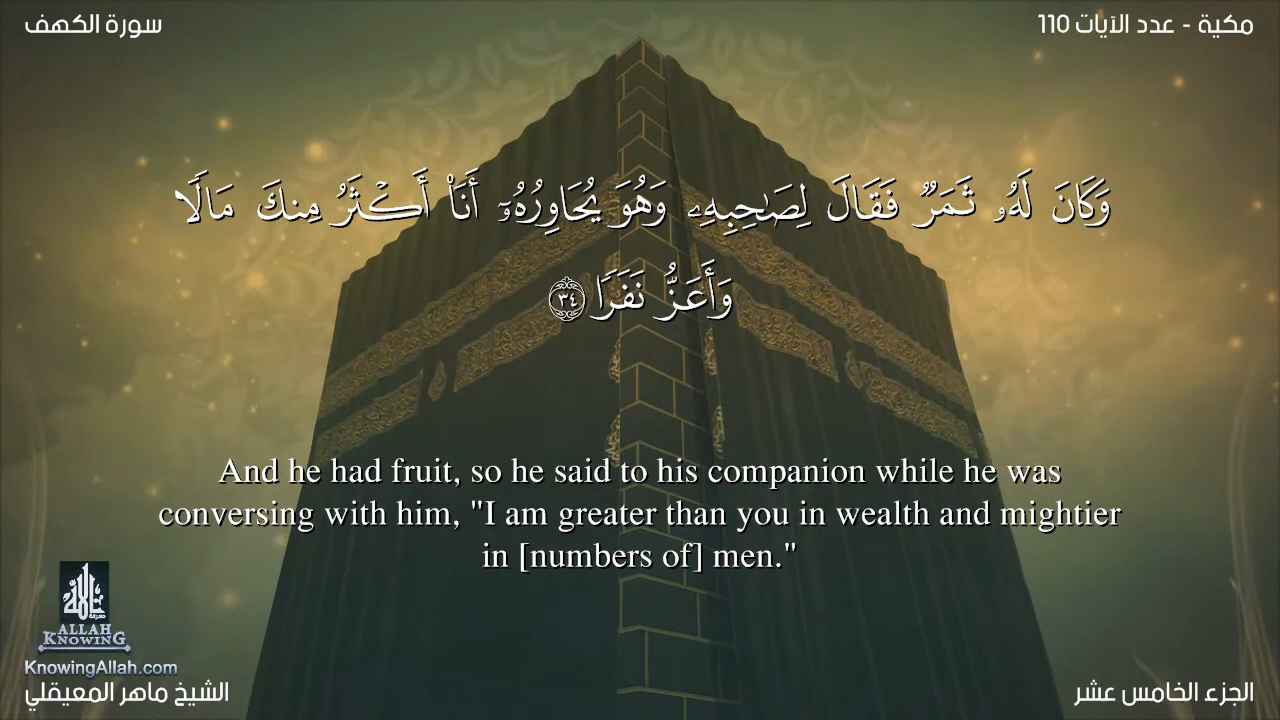 سورة الكهف
مكية - عدد الآيات 110
وَكَانَ لَهُۥ ثَمَرٌۭ فَقَالَ لِصَـٰحِبِهِۦ وَهُوَ يُحَاوِرُهُۥٓ أَنَا۠ أَكْثَرُ مِنكَ مَالًۭا
وَأَعَزُّ نَفَرًۭا ٣٤
And he had fruit, so he said to his companion while he was
conversing with him, "I am greater than you in wealth and mightier
in [numbers of] men."
ALLAH
KNOWING
KnowingAllah.com
الشيخ ماهر المعيقلي
الجزء الخامس عشر